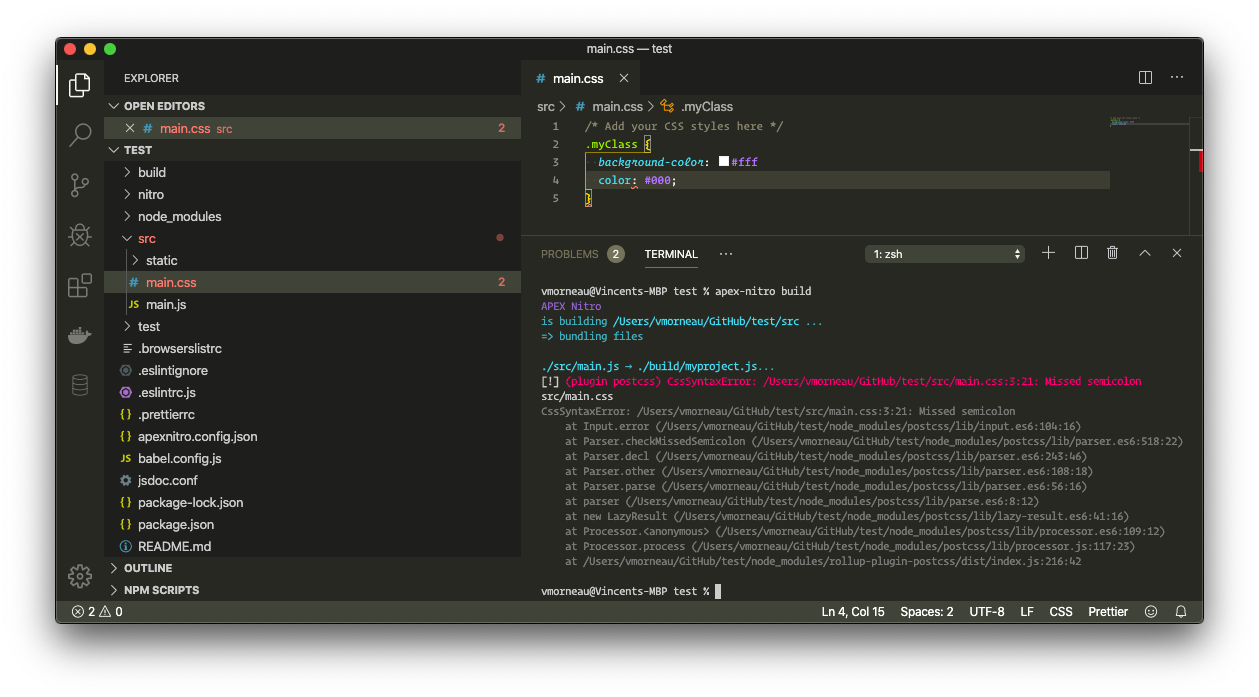 main.css — test
EXPLORER
OPEN EDITORS
# main.css src 2
TEST
build
nitro
node_modules
src
static
# main.css 2
JS main.js
test
.browserslistrc
.eslintignore
.eslintrc.js
{} .prettierrc
{} apexnitro.config.json
JS babel.config.js
jsdoc.conf
{} package-lock.json
{} package.json
README.md
OUTLINE
NPM SCRIPTS
# main.css
src > # main.css > .myClass
1 /* Add your CSS styles here */
2 .myClass {
3 background-color: #fff
4 color: #000;
5 }
PROBLEMS 2 TERMINAL ... 1: zsh
vmorneau@Vincents-MBP test % apex-nitro build
APEX Nitro
is building /Users/vmorneau/GitHub/test/src ...
=> bundling files
./src/main.js → ./build/myproject.js...
[!] (plugin postcss) CssSyntaxError: /Users/vmorneau/GitHub/test/src/main.css:3:21: Missed semicolon
src/main.css
CssSyntaxError: /Users/vmorneau/GitHub/test/src/main.css:3:21: Missed semicolon
at Input.error (/Users/vmorneau/GitHub/test/node_modules/postcss/lib/input.es6:104:16)
at Parser.checkMissedSemicolon (/Users/vmorneau/GitHub/test/node_modules/postcss/lib/parser.es6:518:22)
at Parser.decl (/Users/vmorneau/GitHub/test/node_modules/postcss/lib/parser.es6:243:46)
at Parser.other (/Users/vmorneau/GitHub/test/node_modules/postcss/lib/parser.es6:108:18)
at Parser.parse (/Users/vmorneau/GitHub/test/node_modules/postcss/lib/parser.es6:56:16)
at parser (/Users/vmorneau/GitHub/test/node_modules/postcss/lib/parse.es6:8:12)
at new LazyResult (/Users/vmorneau/GitHub/test/node_modules/postcss/lib/lazy-result.es6:41:16)
at Processor.<anonymous> (/Users/vmorneau/GitHub/test/node_modules/postcss/lib/processor.es6:109:12)
at Processor.process (/Users/vmorneau/GitHub/test/node_modules/postcss/lib/processor.js:117:23)
at /Users/vmorneau/GitHub/test/node_modules/rollup-plugin-postcss/dist/index.js:216:42
vmorneau@Vincents-MBP test %
2 0 Ln 4, Col 15 Spaces: 2 UTF-8 LF CSS Prettier